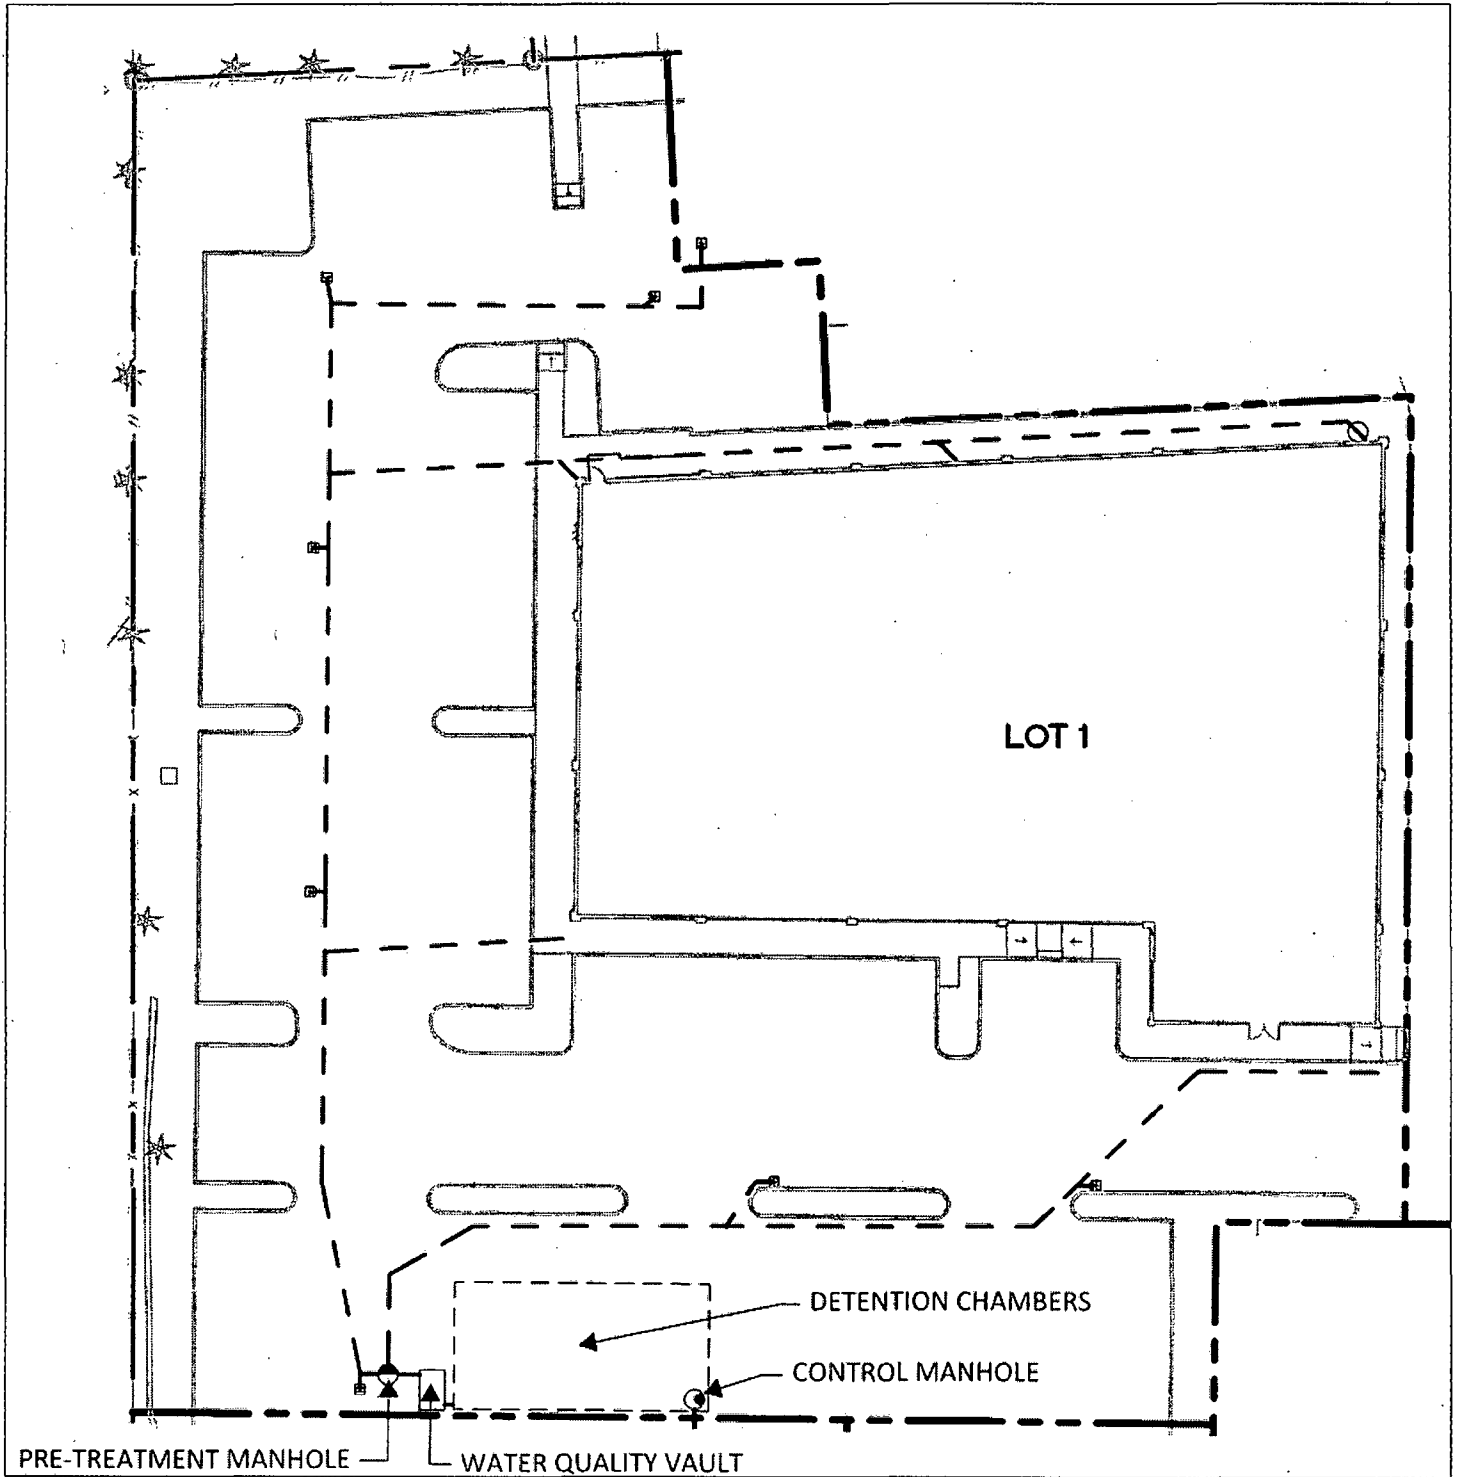 LOT 1
DETENTION CHAMBERS
CONTROL MANHOLE
PRE-TREATMENT MANHOLE
WATER QUALITY VAULT